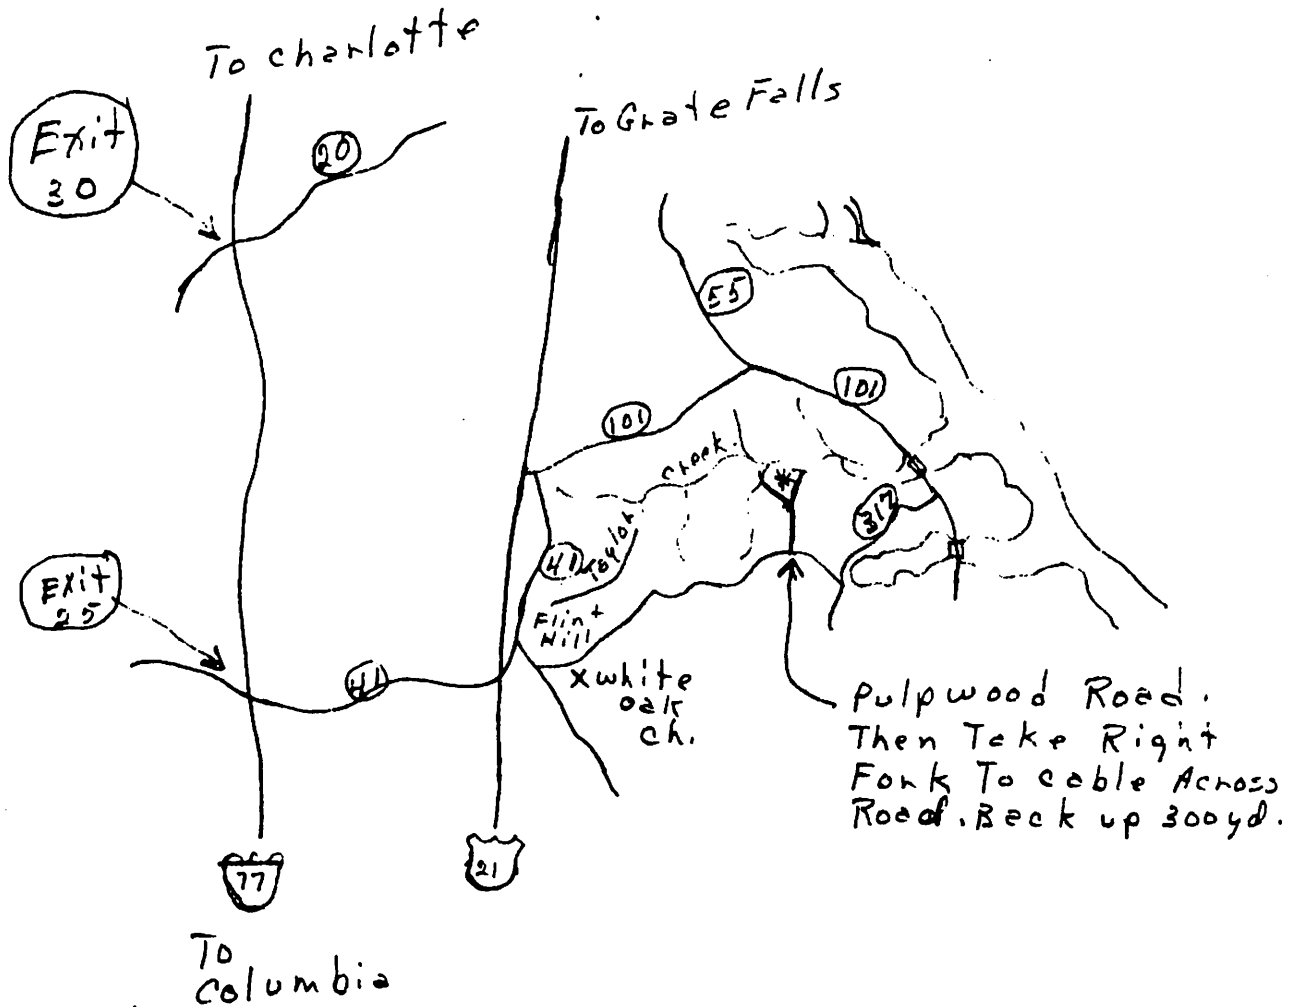 To Charlotte
To Grate Falls
Exit
30
20
55
101
101
Creek.
*
317
41
Taylor
Exit
25
Flint
Hill
41
X white
oak
ch.
Pulpwood Road.
Then Take Right
Fork To cable Across
Road. Back up 300 yd.
77
21
To
Columbia